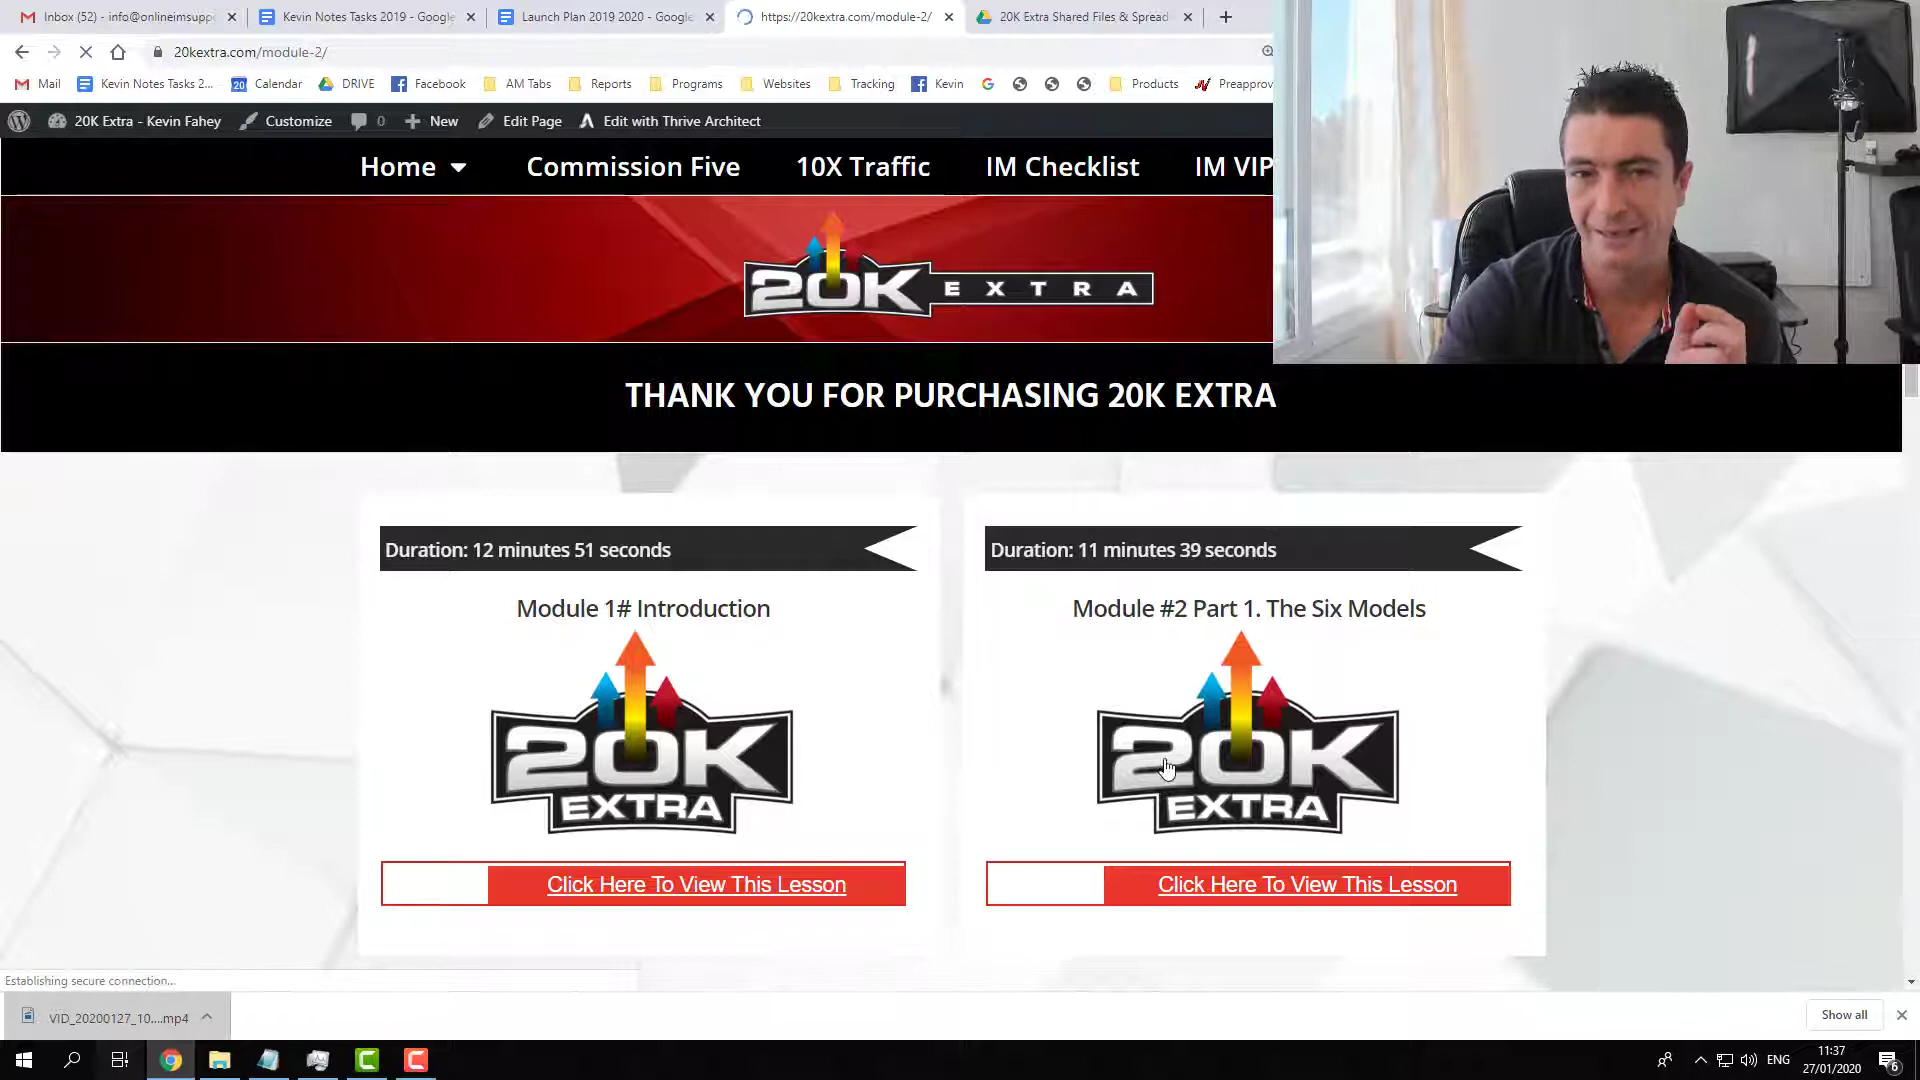 Inbox (52) - info@onlineimsupp
Kevin Notes Tasks 2019 - Google
Launch Plan 2019 2020 - Google
https://20kextra.com/module-2/
20K Extra Shared Files & Spread
20kextra.com/module-2/
Mail
Kevin Notes Tasks 2...
20
Calendar
DRIVE
Facebook
AM Tabs
Reports
Programs
Websites
Tracking
Kevin
Products
Preapprov
20K Extra - Kevin Fahey
Customize
0
New
Edit Page
Edit with Thrive Architect
Home
Commission Five
10X Traffic
IM Checklist
IM VIP
20K EXTRA
THANK YOU FOR PURCHASING 20K EXTRA
Duration: 12 minutes 51 seconds
Duration: 11 minutes 39 seconds
Module 1# Introduction
Module #2 Part 1. The Six Models
20K
EXTRA
20K
EXTRA
Click Here To View This Lesson
Click Here To View This Lesson
Establishing secure connection...
VID_20200127_10....mp4
Show all
ENG
11:37
27/01/2020
6